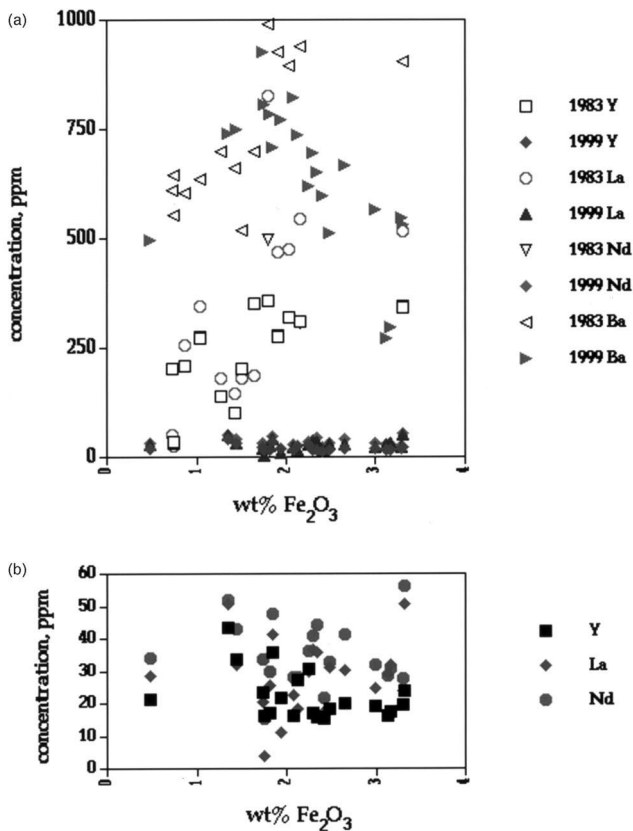 (a)
1000
750
500
250
0
concentration, ppm
0 1 2 3 4
wt% Fe2O3
1983 Y
1999 Y
1983 La
1999 La
1983 Nd
1999 Nd
1983 Ba
1999 Ba
(b)
60
50
40
30
20
10
0
concentration, ppm
0 1 2 3 4
wt% Fe2O3
Y
La
Nd